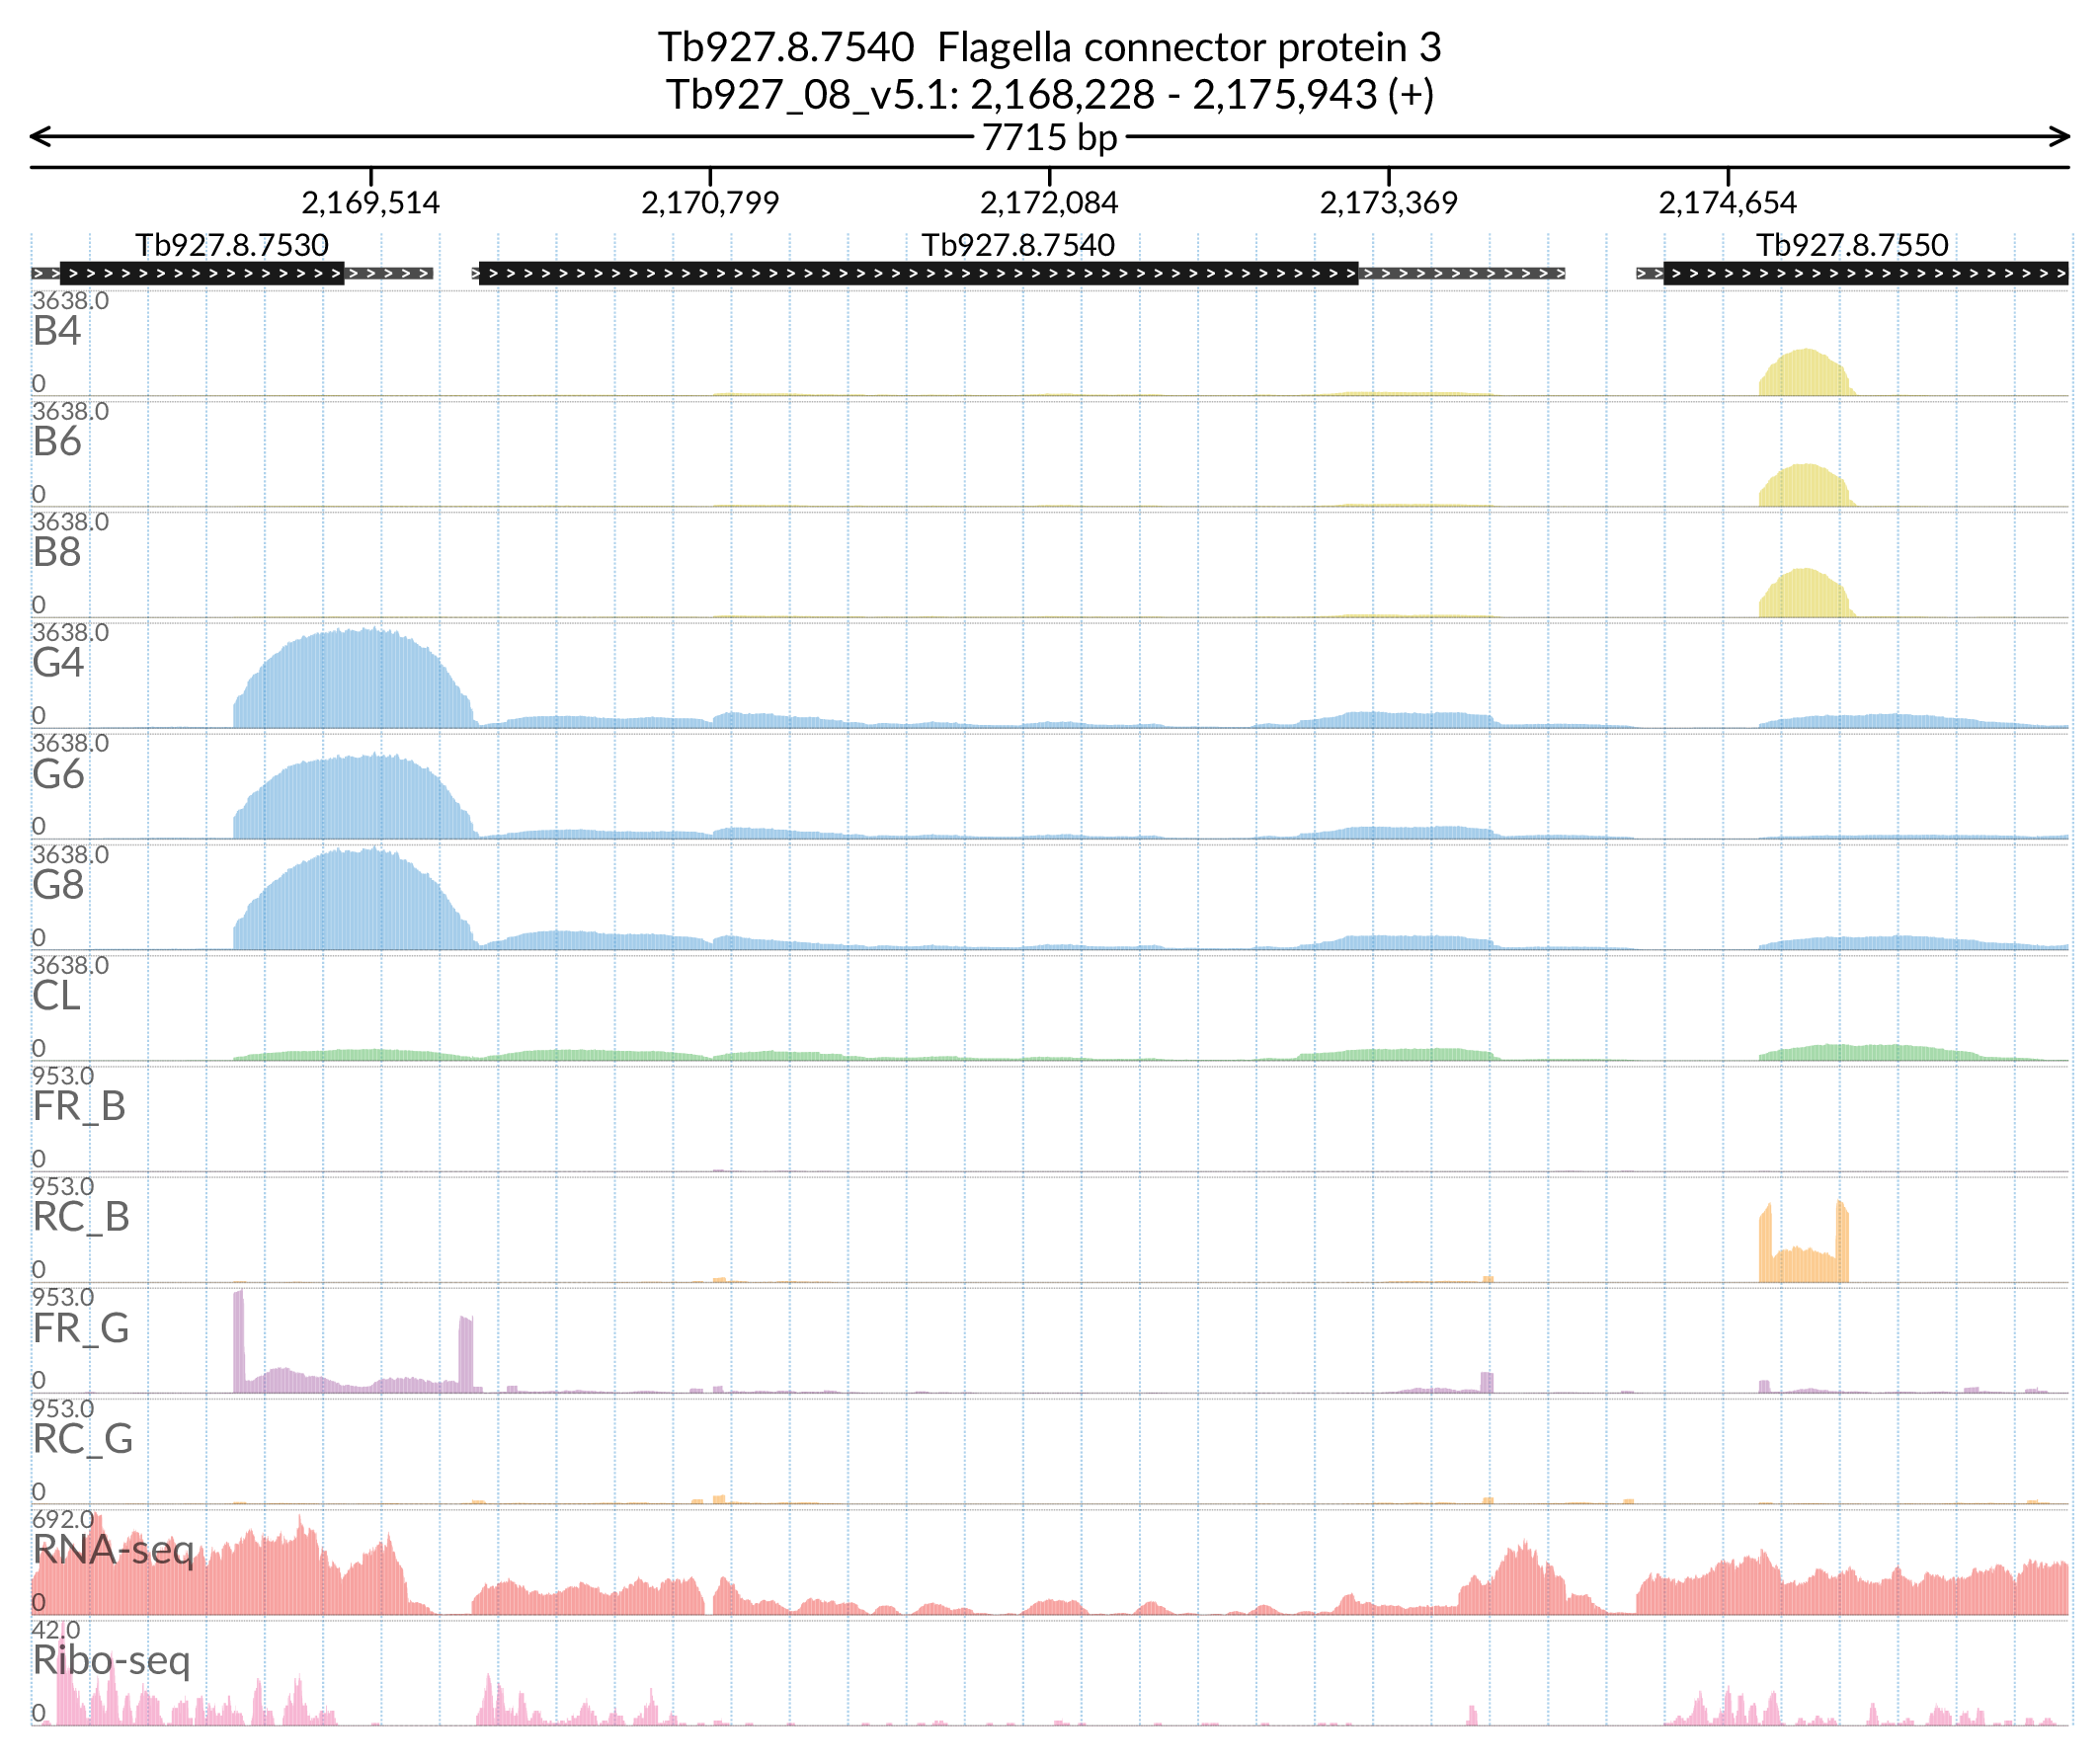 Tb927.8.7540 Flagella connector protein 3
Tb927_08_v5.1: 2,168,228 - 2,175,943 (+)
7715 bp
2,169,514 2,170,799 2,172,084 2,173,369 2,174,654
Tb927.8.7530 Tb927.8.7540 Tb927.8.7550
3638.0
B4
0
3638.0
B6
0
3638.0
B8
0
3638.0
G4
0
3638.0
G6
0
3638.0
G8
0
3638.0
CL
0
953.0
FR_B
0
953.0
RC_B
0
953.0
FR_G
0
953.0
RC_G
0
692.0
RNA-seq
0
42.0
Ribo-seq
0